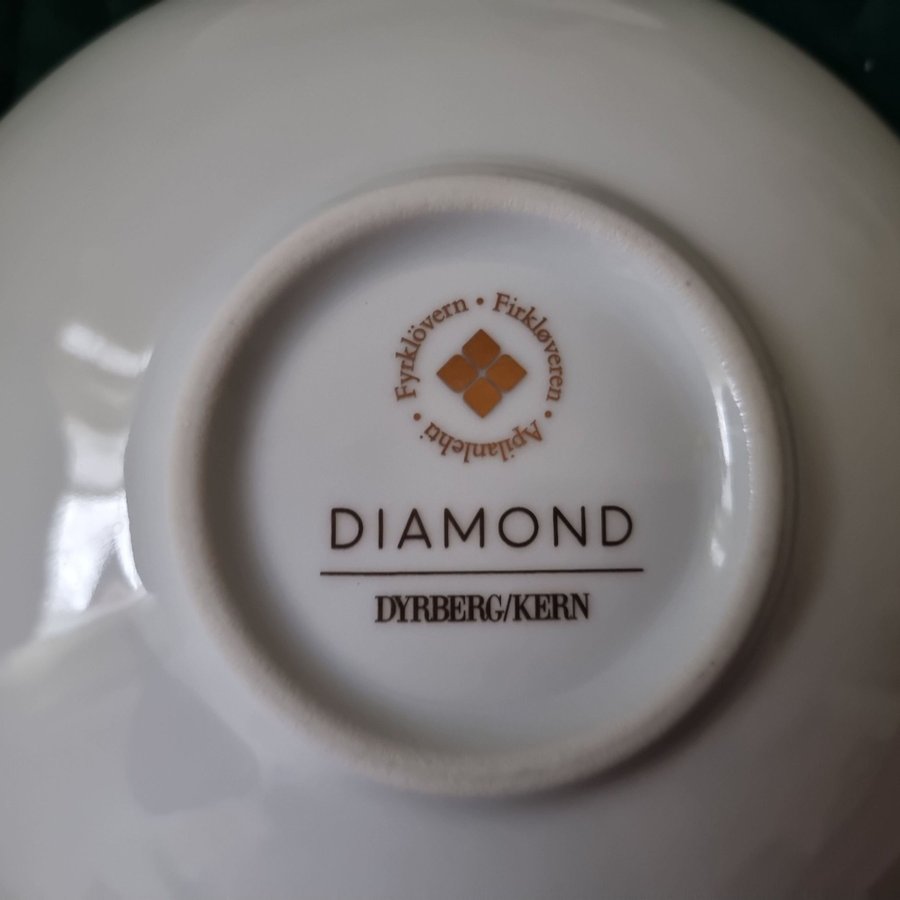 Fyrklövern • Firkløveren • Apilanlehti •
DIAMOND
DYRBERG/KERN